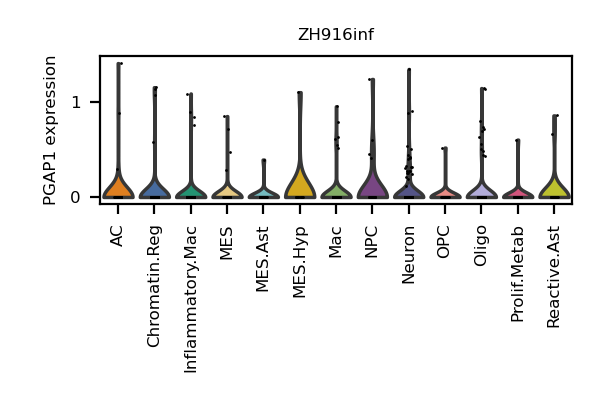 ZH916inf
PGAP1 expression
1
0
AC
Chromatin.Reg
Inflammatory.Mac
MES
MES.Ast
MES.Hyp
Mac
NPC
Neuron
OPC
Oligo
Prolif.Metab
Reactive.Ast